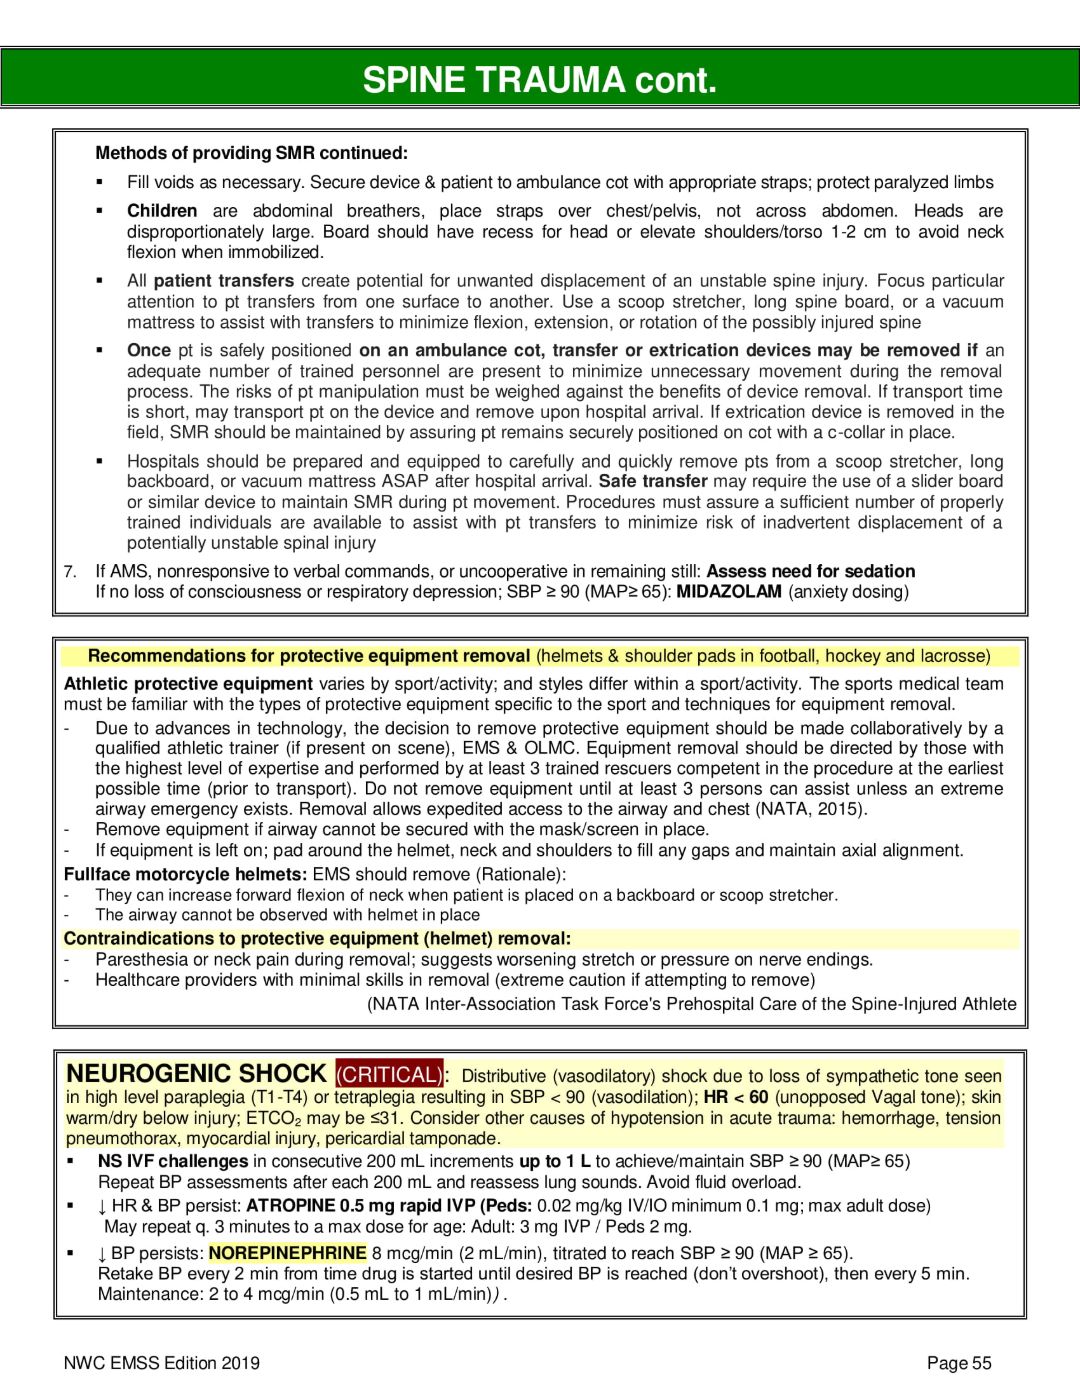 SPINE TRAUMA cont.
Methods of providing SMR continued:
▪ Fill voids as necessary. Secure device & patient to ambulance cot with appropriate straps; protect paralyzed limbs
▪ Children are abdominal breathers, place straps over chest/pelvis, not across abdomen. Heads are
disproportionately large. Board should have recess for head or elevate shoulders/torso 1-2 cm to avoid neck
flexion when immobilized.
▪ All patient transfers create potential for unwanted displacement of an unstable spine injury. Focus particular
attention to pt transfers from one surface to another. Use a scoop stretcher, long spine board, or a vacuum
mattress to assist with transfers to minimize flexion, extension, or rotation of the possibly injured spine
▪ Once pt is safely positioned on an ambulance cot, transfer or extrication devices may be removed if an
adequate number of trained personnel are present to minimize unnecessary movement during the removal
process. The risks of pt manipulation must be weighed against the benefits of device removal. If transport time
is short, may transport pt on the device and remove upon hospital arrival. If extrication device is removed in the
field, SMR should be maintained by assuring pt remains securely positioned on cot with a c-collar in place.
▪ Hospitals should be prepared and equipped to carefully and quickly remove pts from a scoop stretcher, long
backboard, or vacuum mattress ASAP after hospital arrival. Safe transfer may require the use of a slider board
or similar device to maintain SMR during pt movement. Procedures must assure a sufficient number of properly
trained individuals are available to assist with pt transfers to minimize risk of inadvertent displacement of a
potentially unstable spinal injury
7. If AMS, nonresponsive to verbal commands, or uncooperative in remaining still: Assess need for sedation
If no loss of consciousness or respiratory depression; SBP ≥ 90 (MAP≥ 65): MIDAZOLAM (anxiety dosing)
Recommendations for protective equipment removal (helmets & shoulder pads in football, hockey and lacrosse)
Athletic protective equipment varies by sport/activity; and styles differ within a sport/activity. The sports medical team
must be familiar with the types of protective equipment specific to the sport and techniques for equipment removal.
- Due to advances in technology, the decision to remove protective equipment should be made collaboratively by a
qualified athletic trainer (if present on scene), EMS & OLMC. Equipment removal should be directed by those with
the highest level of expertise and performed by at least 3 trained rescuers competent in the procedure at the earliest
possible time (prior to transport). Do not remove equipment until at least 3 persons can assist unless an extreme
airway emergency exists. Removal allows expedited access to the airway and chest (NATA, 2015).
- Remove equipment if airway cannot be secured with the mask/screen in place.
- If equipment is left on; pad around the helmet, neck and shoulders to fill any gaps and maintain axial alignment.
Fullface motorcycle helmets: EMS should remove (Rationale):
- They can increase forward flexion of neck when patient is placed on a backboard or scoop stretcher.
- The airway cannot be observed with helmet in place
Contraindications to protective equipment (helmet) removal:
- Paresthesia or neck pain during removal; suggests worsening stretch or pressure on nerve endings.
- Healthcare providers with minimal skills in removal (extreme caution if attempting to remove)
(NATA Inter-Association Task Force's Prehospital Care of the Spine-Injured Athlete
NEUROGENIC SHOCK (CRITICAL): Distributive (vasodilatory) shock due to loss of sympathetic tone seen
in high level paraplegia (T1-T4) or tetraplegia resulting in SBP < 90 (vasodilation); HR < 60 (unopposed Vagal tone); skin
warm/dry below injury; ETCO₂ may be ≤31. Consider other causes of hypotension in acute trauma: hemorrhage, tension
pneumothorax, myocardial injury, pericardial tamponade.
▪ NS IVF challenges in consecutive 200 mL increments up to 1 L to achieve/maintain SBP ≥ 90 (MAP≥ 65)
Repeat BP assessments after each 200 mL and reassess lung sounds. Avoid fluid overload.
▪ ↓ HR & BP persist: ATROPINE 0.5 mg rapid IVP (Peds: 0.02 mg/kg IV/IO minimum 0.1 mg; max adult dose)
May repeat q. 3 minutes to a max dose for age: Adult: 3 mg IVP / Peds 2 mg.
▪ ↓ BP persists: NOREPINEPHRINE 8 mcg/min (2 mL/min), titrated to reach SBP ≥ 90 (MAP ≥ 65).
Retake BP every 2 min from time drug is started until desired BP is reached (don't overshoot), then every 5 min.
Maintenance: 2 to 4 mcg/min (0.5 mL to 1 mL/min)) .
NWC EMSS Edition 2019 Page 55